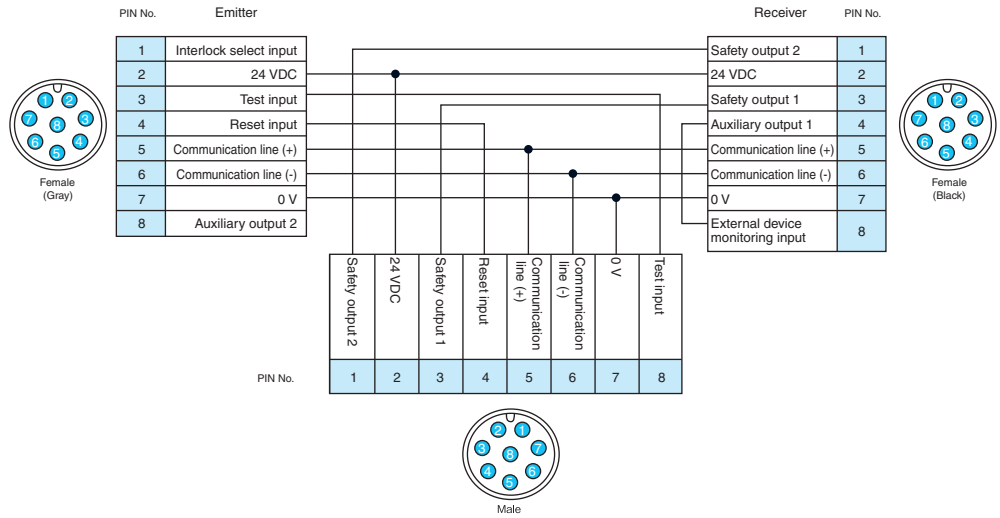 PIN No. Emitter
1 Interlock select input
2 24 VDC
3 Test input
4 Reset input
5 Communication line (+)
6 Communication line (-)
7 0 V
8 Auxiliary output 2
1 2 3 4 5 6 7 8
Female
(Gray)
Receiver PIN No.
Safety output 2 1
24 VDC 2
Safety output 1 3
Auxiliary output 1 4
Communication line (+) 5
Communication line (-) 6
0 V 7
External device
monitoring input 8
1 2 3 4 5 6 7 8
Female
(Black)
Safety output 2
24 VDC
Safety output 1
Reset input
Communication
line (+)
Communication
line (-)
0 V
Test input
PIN No. 1 2 3 4 5 6 7 8
2 1 3 8 7 4 6 5
Male